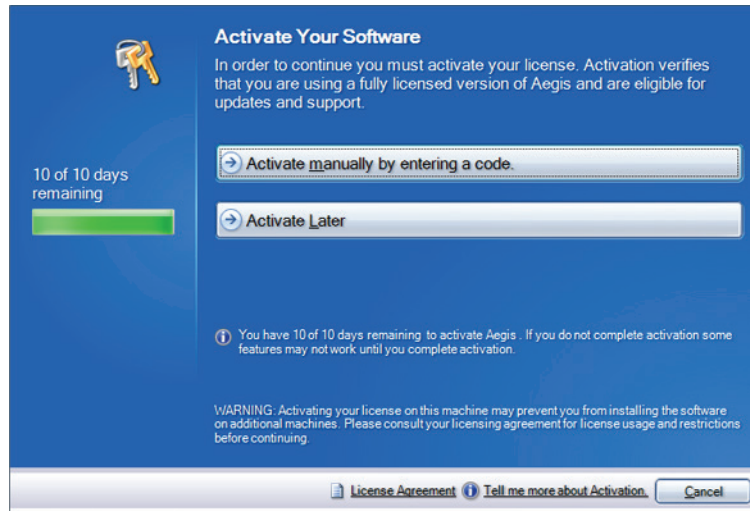 Activate Your Software
In order to continue you must activate your license. Activation verifies
that you are using a fully licensed version of Aegis and are eligible for
updates and support.
10 of 10 days
remaining
Activate manually by entering a code.
Activate Later
You have 10 of 10 days remaining to activate Aegis . If you do not complete activation some
features may not work until you complete activation.
WARNING: Activating your license on this machine may prevent you from installing the software
on additional machines. Please consult your licensing agreement for license usage and restrictions
before continuing.
License Agreement Tell me more about Activation. Cancel